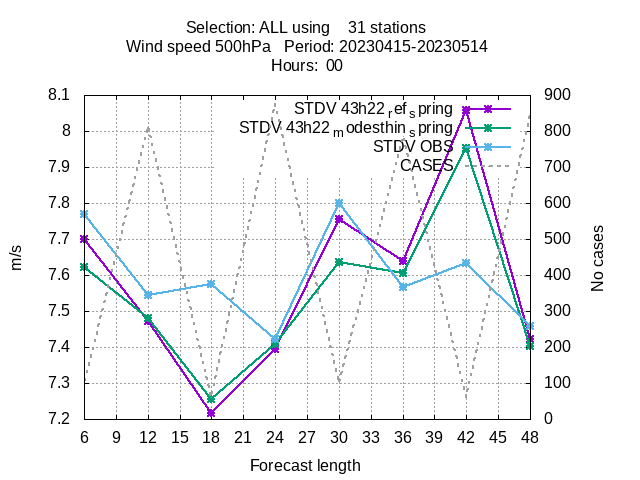 Selection: ALL using    31 stations
Wind speed 500hPa   Period: 20230415-20230514
Hours:  00
STDV 43h22 ref spring
STDV 43h22 modesthin spring
STDV OBS
CASES
8.1
8
7.9
7.8
7.7
7.6
7.5
7.4
7.3
7.2
m/s
900
800
700
600
500
400
300
200
100
0
No cases
6 9 12 15 18 21 24 27 30 33 36 39 42 45 48
Forecast length